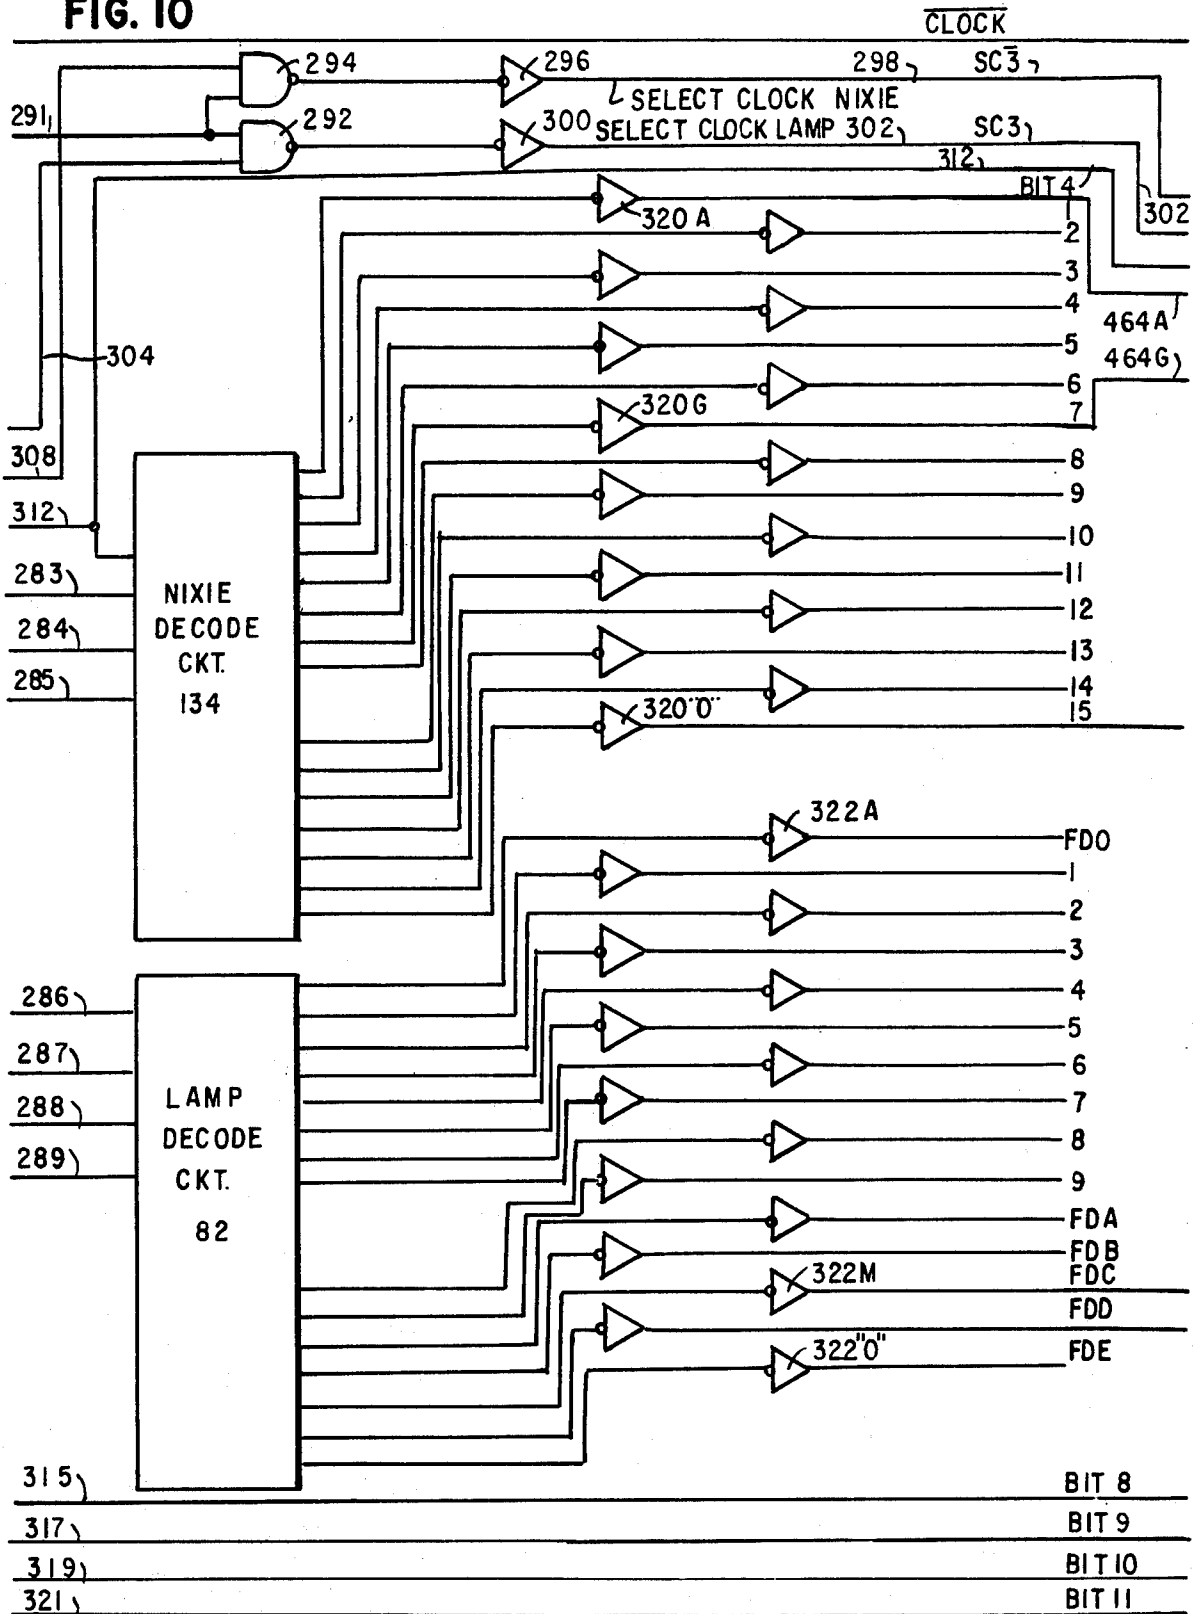 FIG. 10
CLOCK
294
296
298
SC3̅
SELECT CLOCK NIXIE
291
292
300
SELECT CLOCK LAMP 302
SC3
312
BIT 4
302
320A
1
2
3
4
464A
304
5
464G
6
320G
7
308
8
9
312
10
283
11
NIXIE
DECODE
CKT.
134
12
284
13
285
14
320"O"
15
322A
FDO
1
2
3
286
4
5
287
6
LAMP
DECODE
CKT.
82
7
288
8
289
9
FDA
FDB
322M
FDC
FDD
322"O"
FDE
315
BIT 8
317
BIT 9
319
BIT 10
321
BIT 11